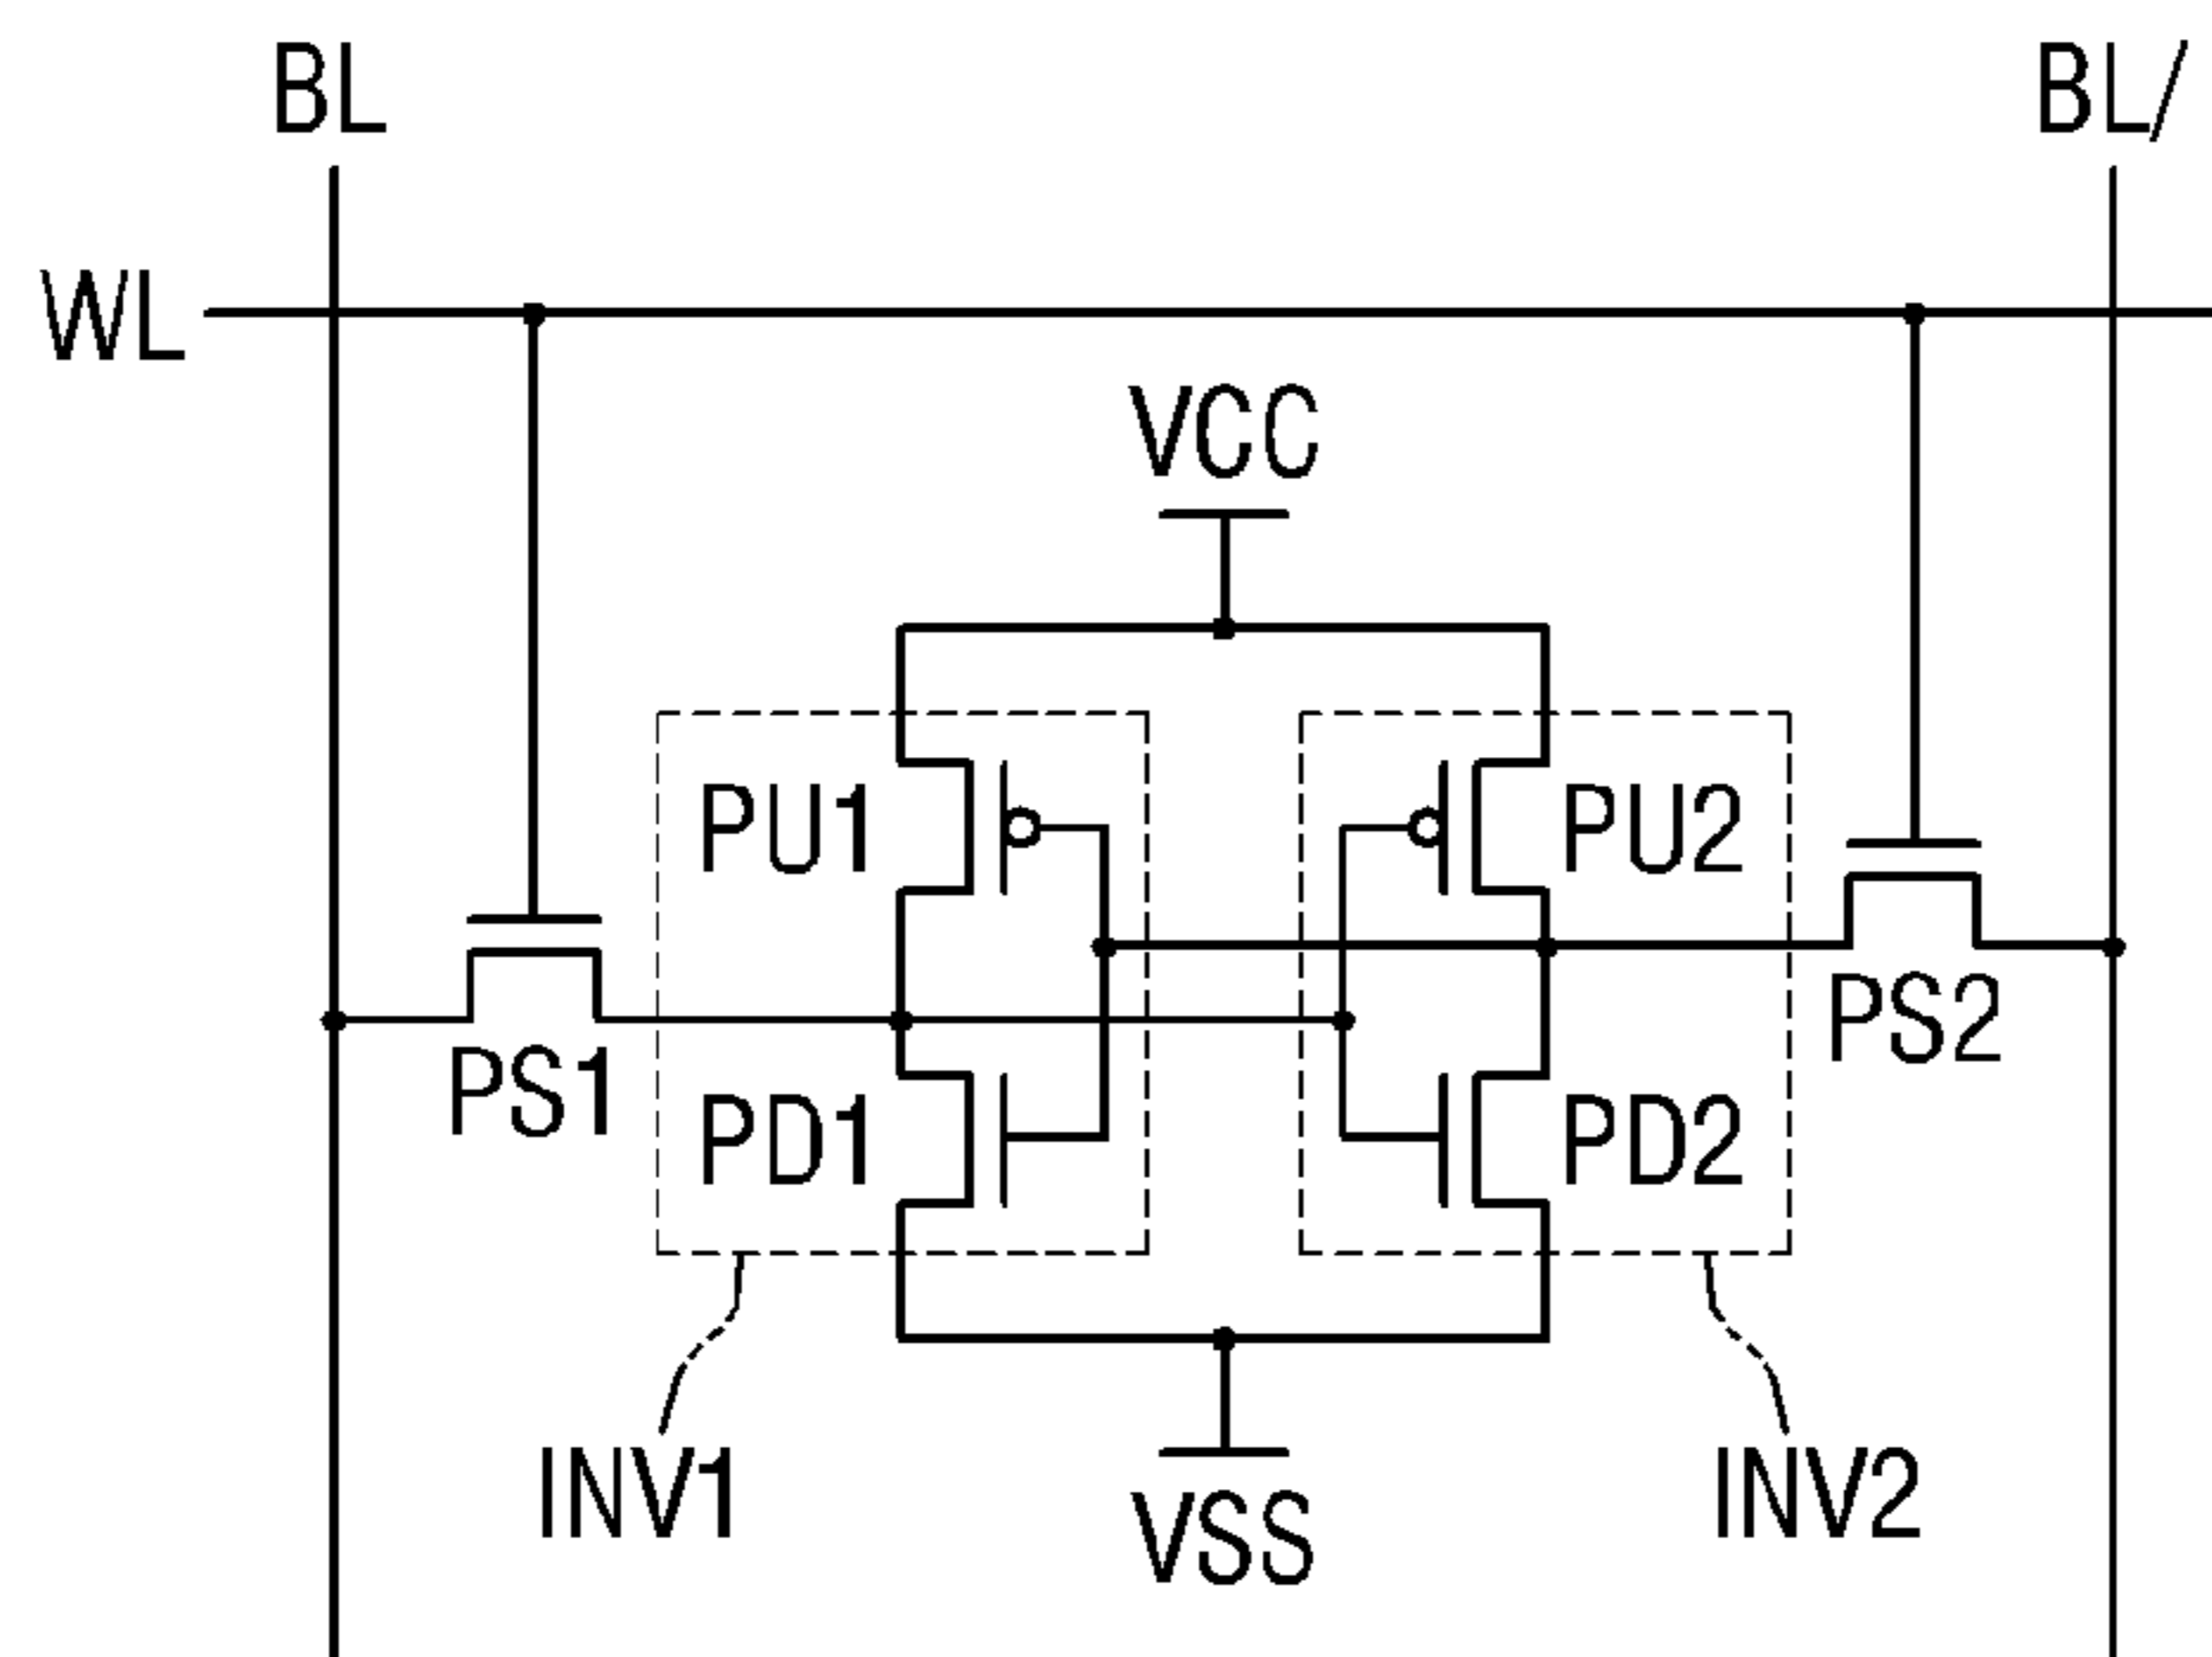 BL
BL/
WL
VCC
PU1
PU2
PS1
PS2
PD1
PD2
INV1
INV2
VSS